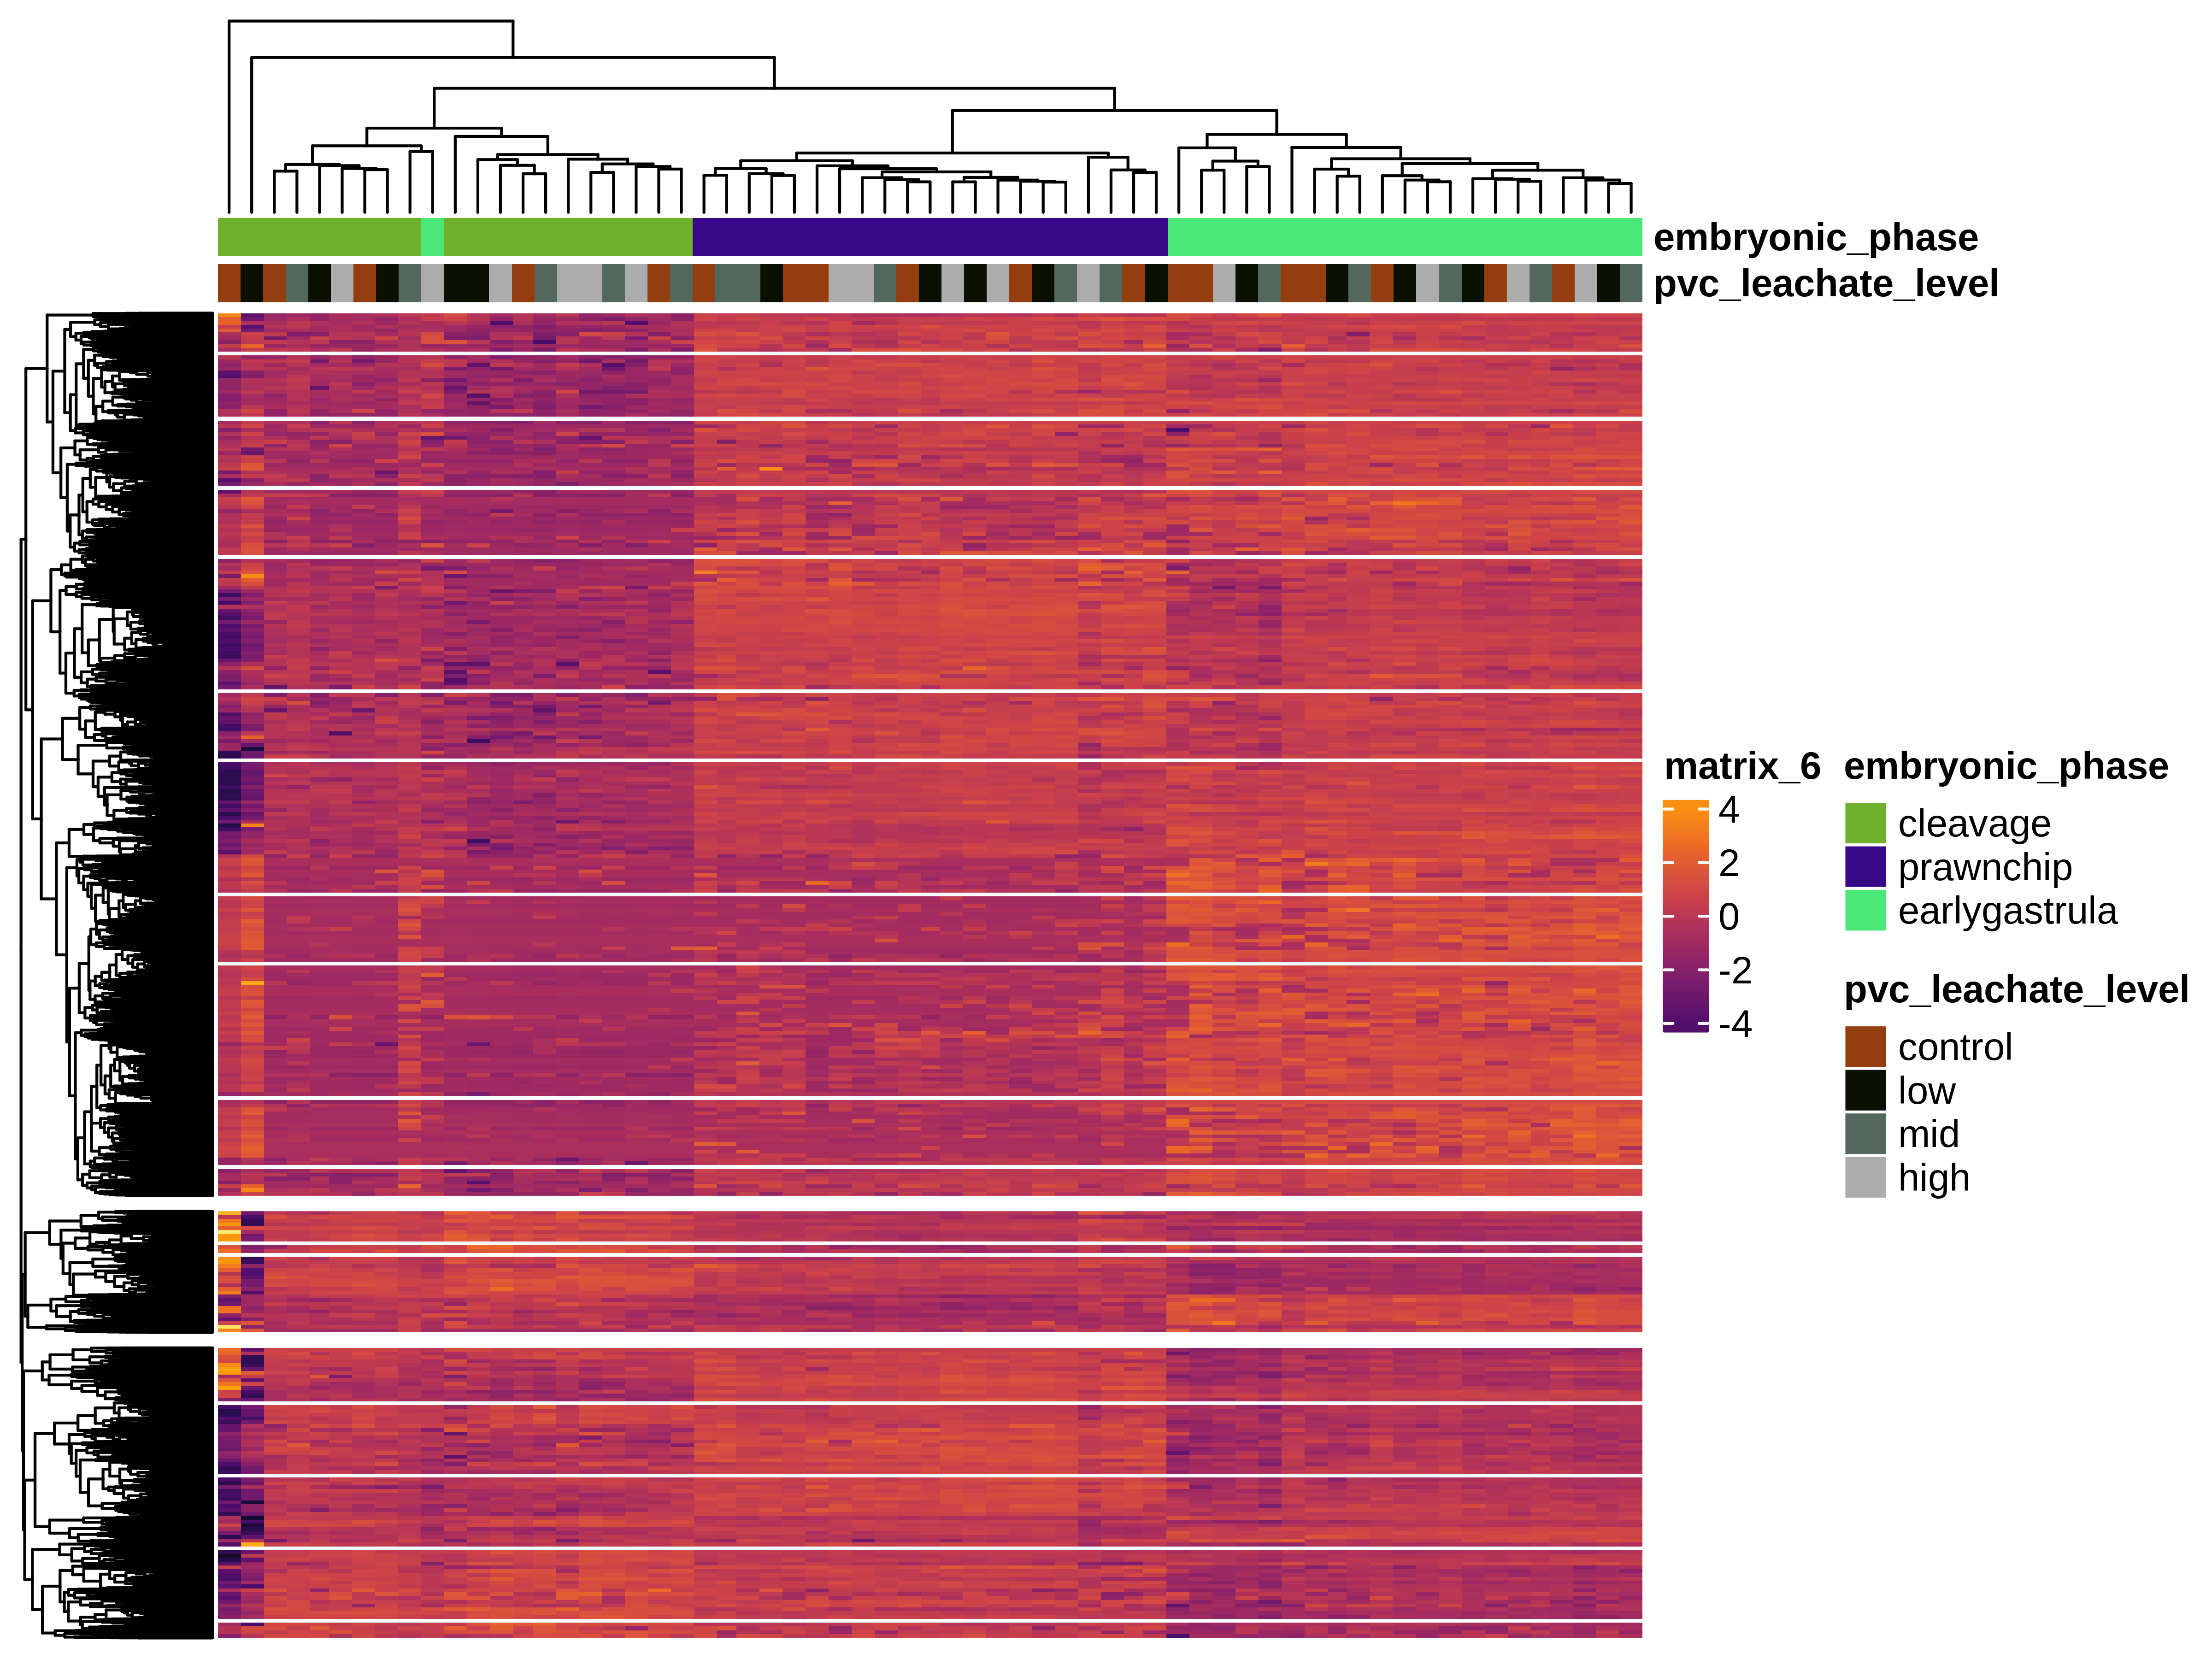 embryonic_phase
pvc_leachate_level
matrix_6
4
2
0
-2
-4
embryonic_phase
cleavage
prawnchip
earlygastrula
pvc_leachate_level
control
low
mid
high